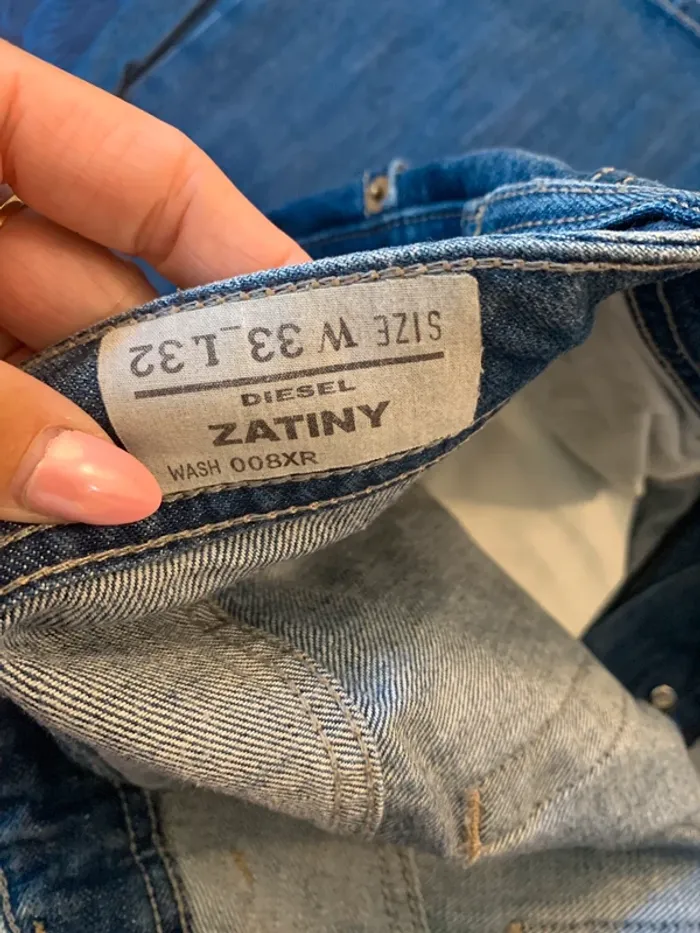 SIZE W 33_L32
DIESEL
ZATINY
WASH 008XR